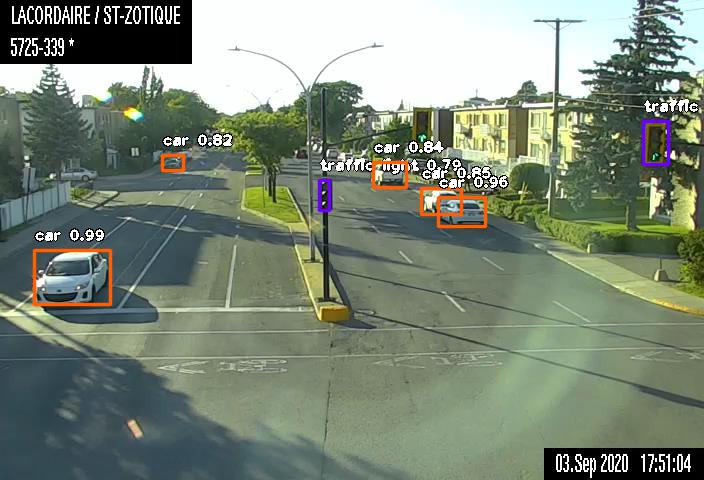 LACORDAIRE / ST-ZOTIQUE
5725-339 *
traffic
car 0.82
car 0.84
traffic light 0.79
car 0.85
car 0.96
car 0.99
03.Sep 2020 17:51:04